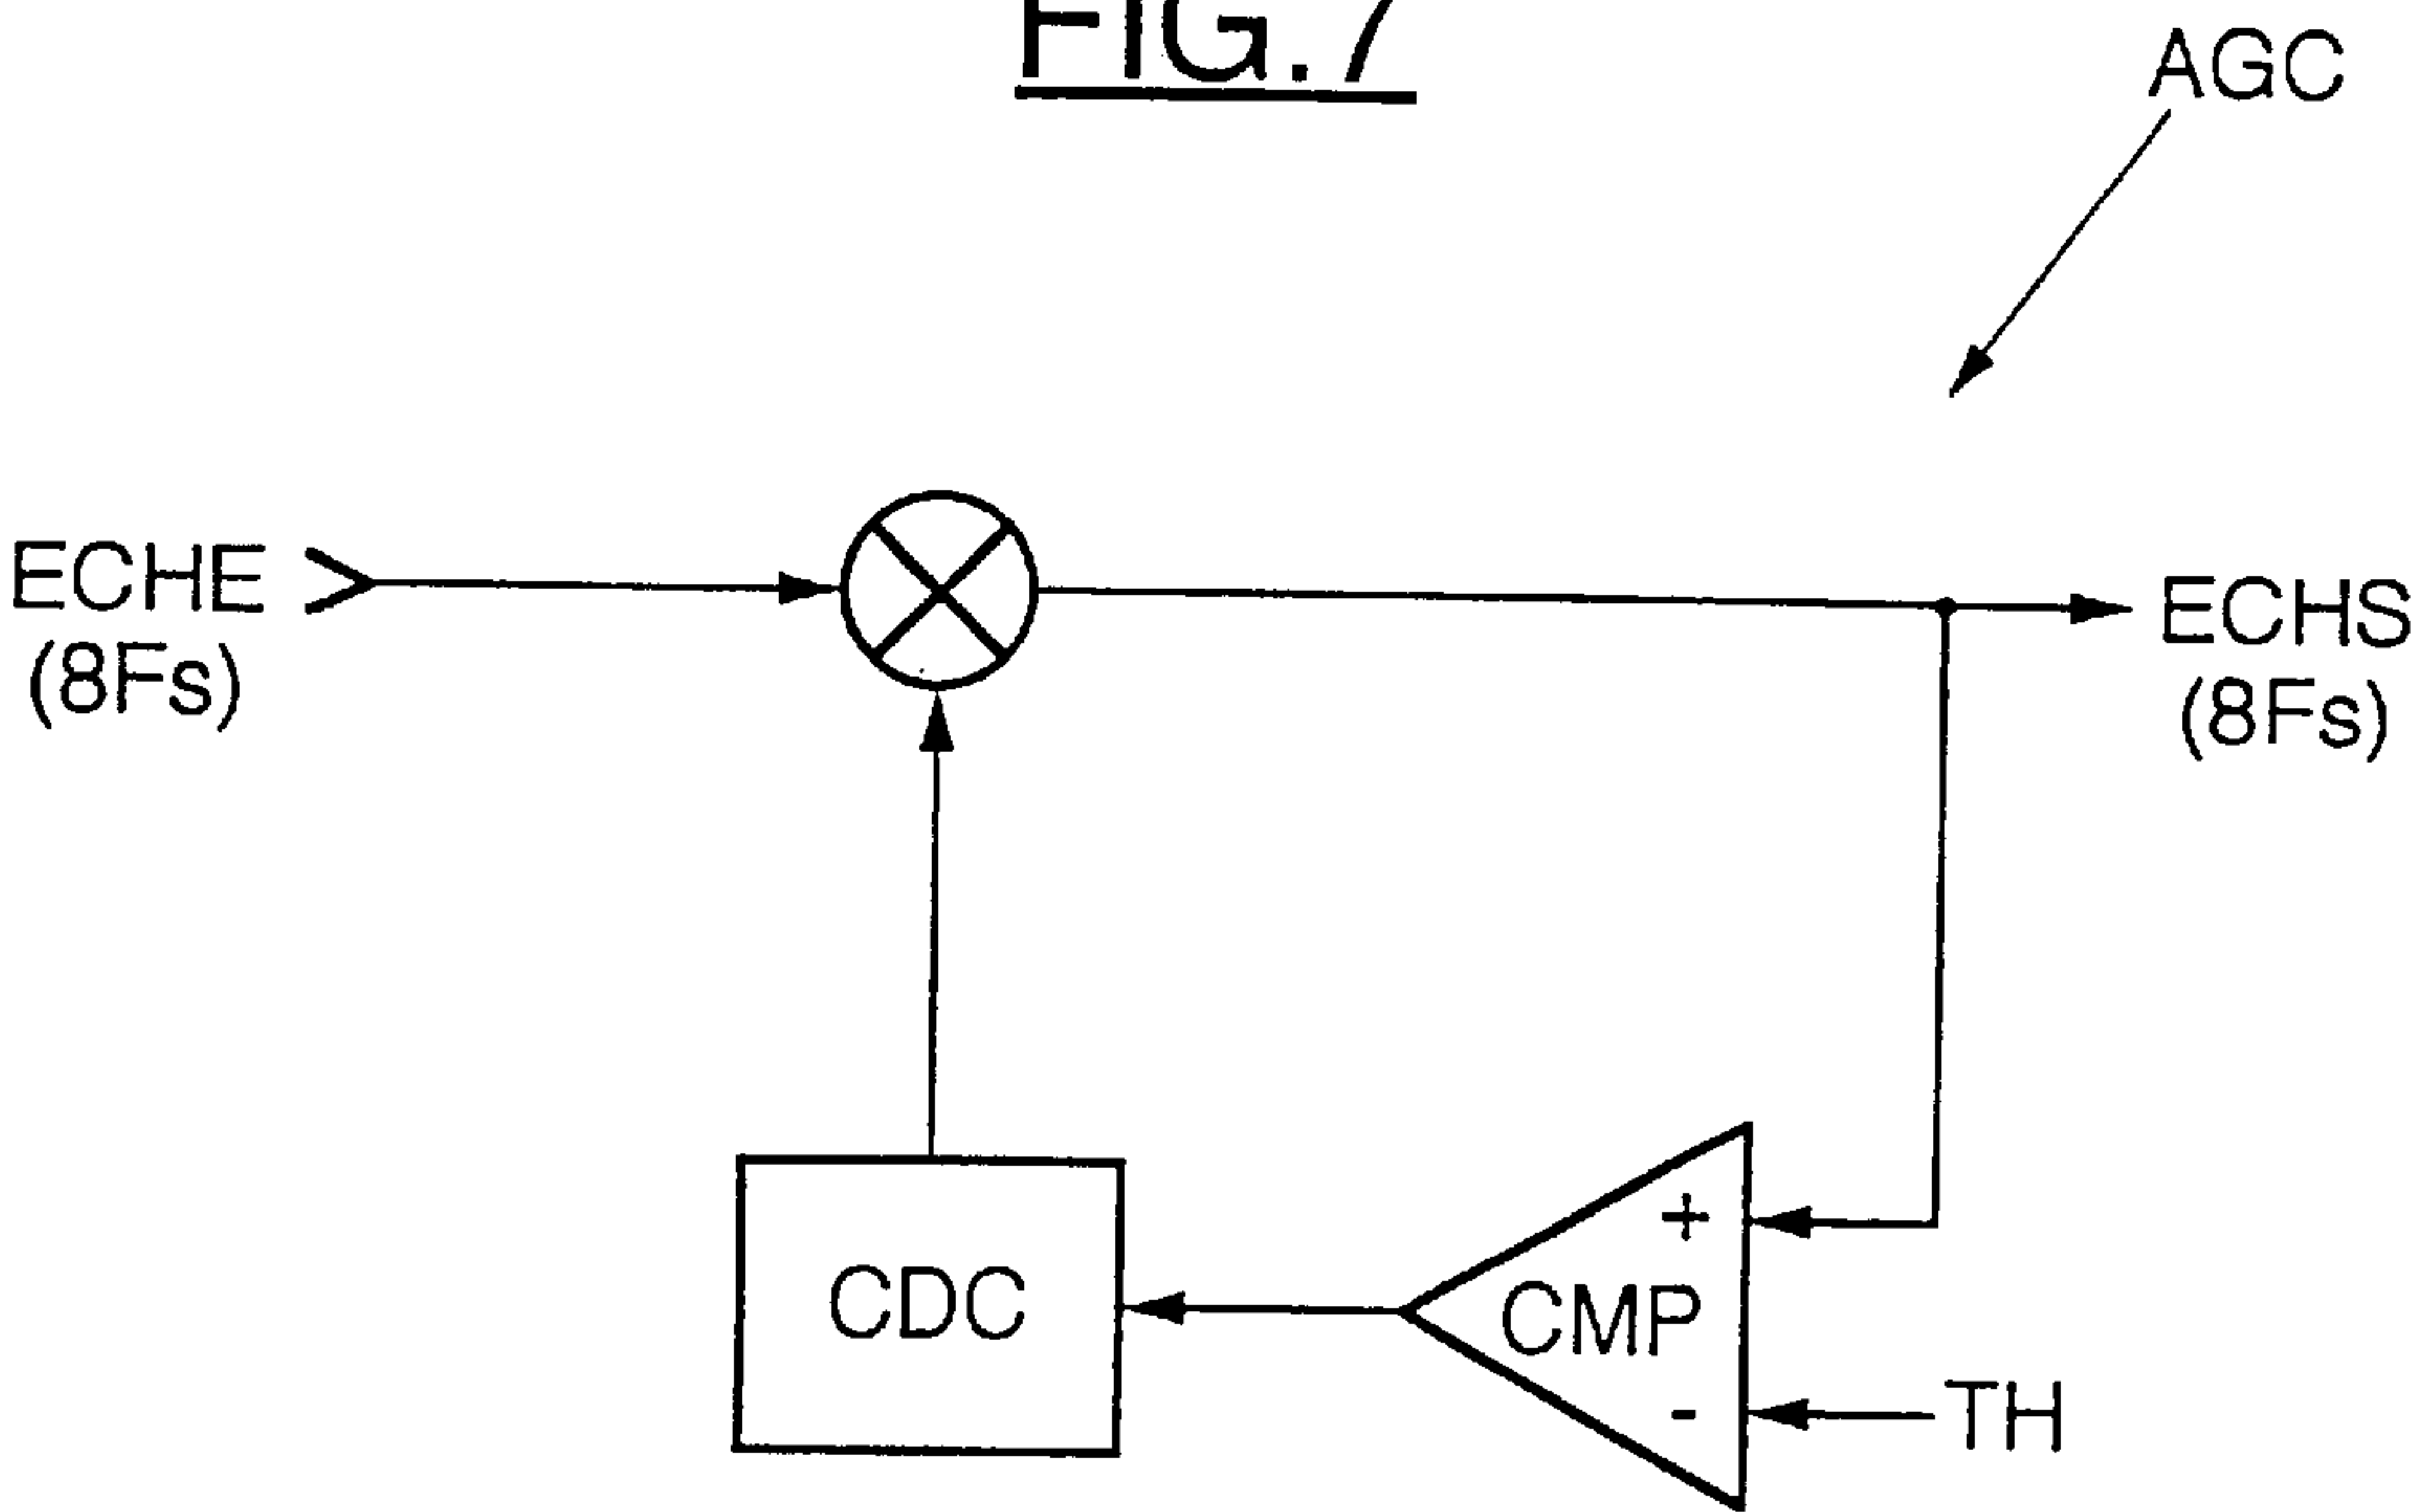 FIG.7
AGC
ECHE
(8Fs)
ECHS
(8Fs)
+
CDC
CMP
-
TH